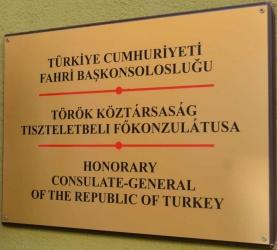 TÜRKİYE CUMHURİYETİ
FAHRİ BAŞKONSOLOSLUĞU
TÖRÖK KÖZTÁRSASÁG
TISZTELETBELI FŐKONZULÁTUSA
HONORARY
CONSULATE-GENERAL
OF THE REPUBLIC OF TURKEY